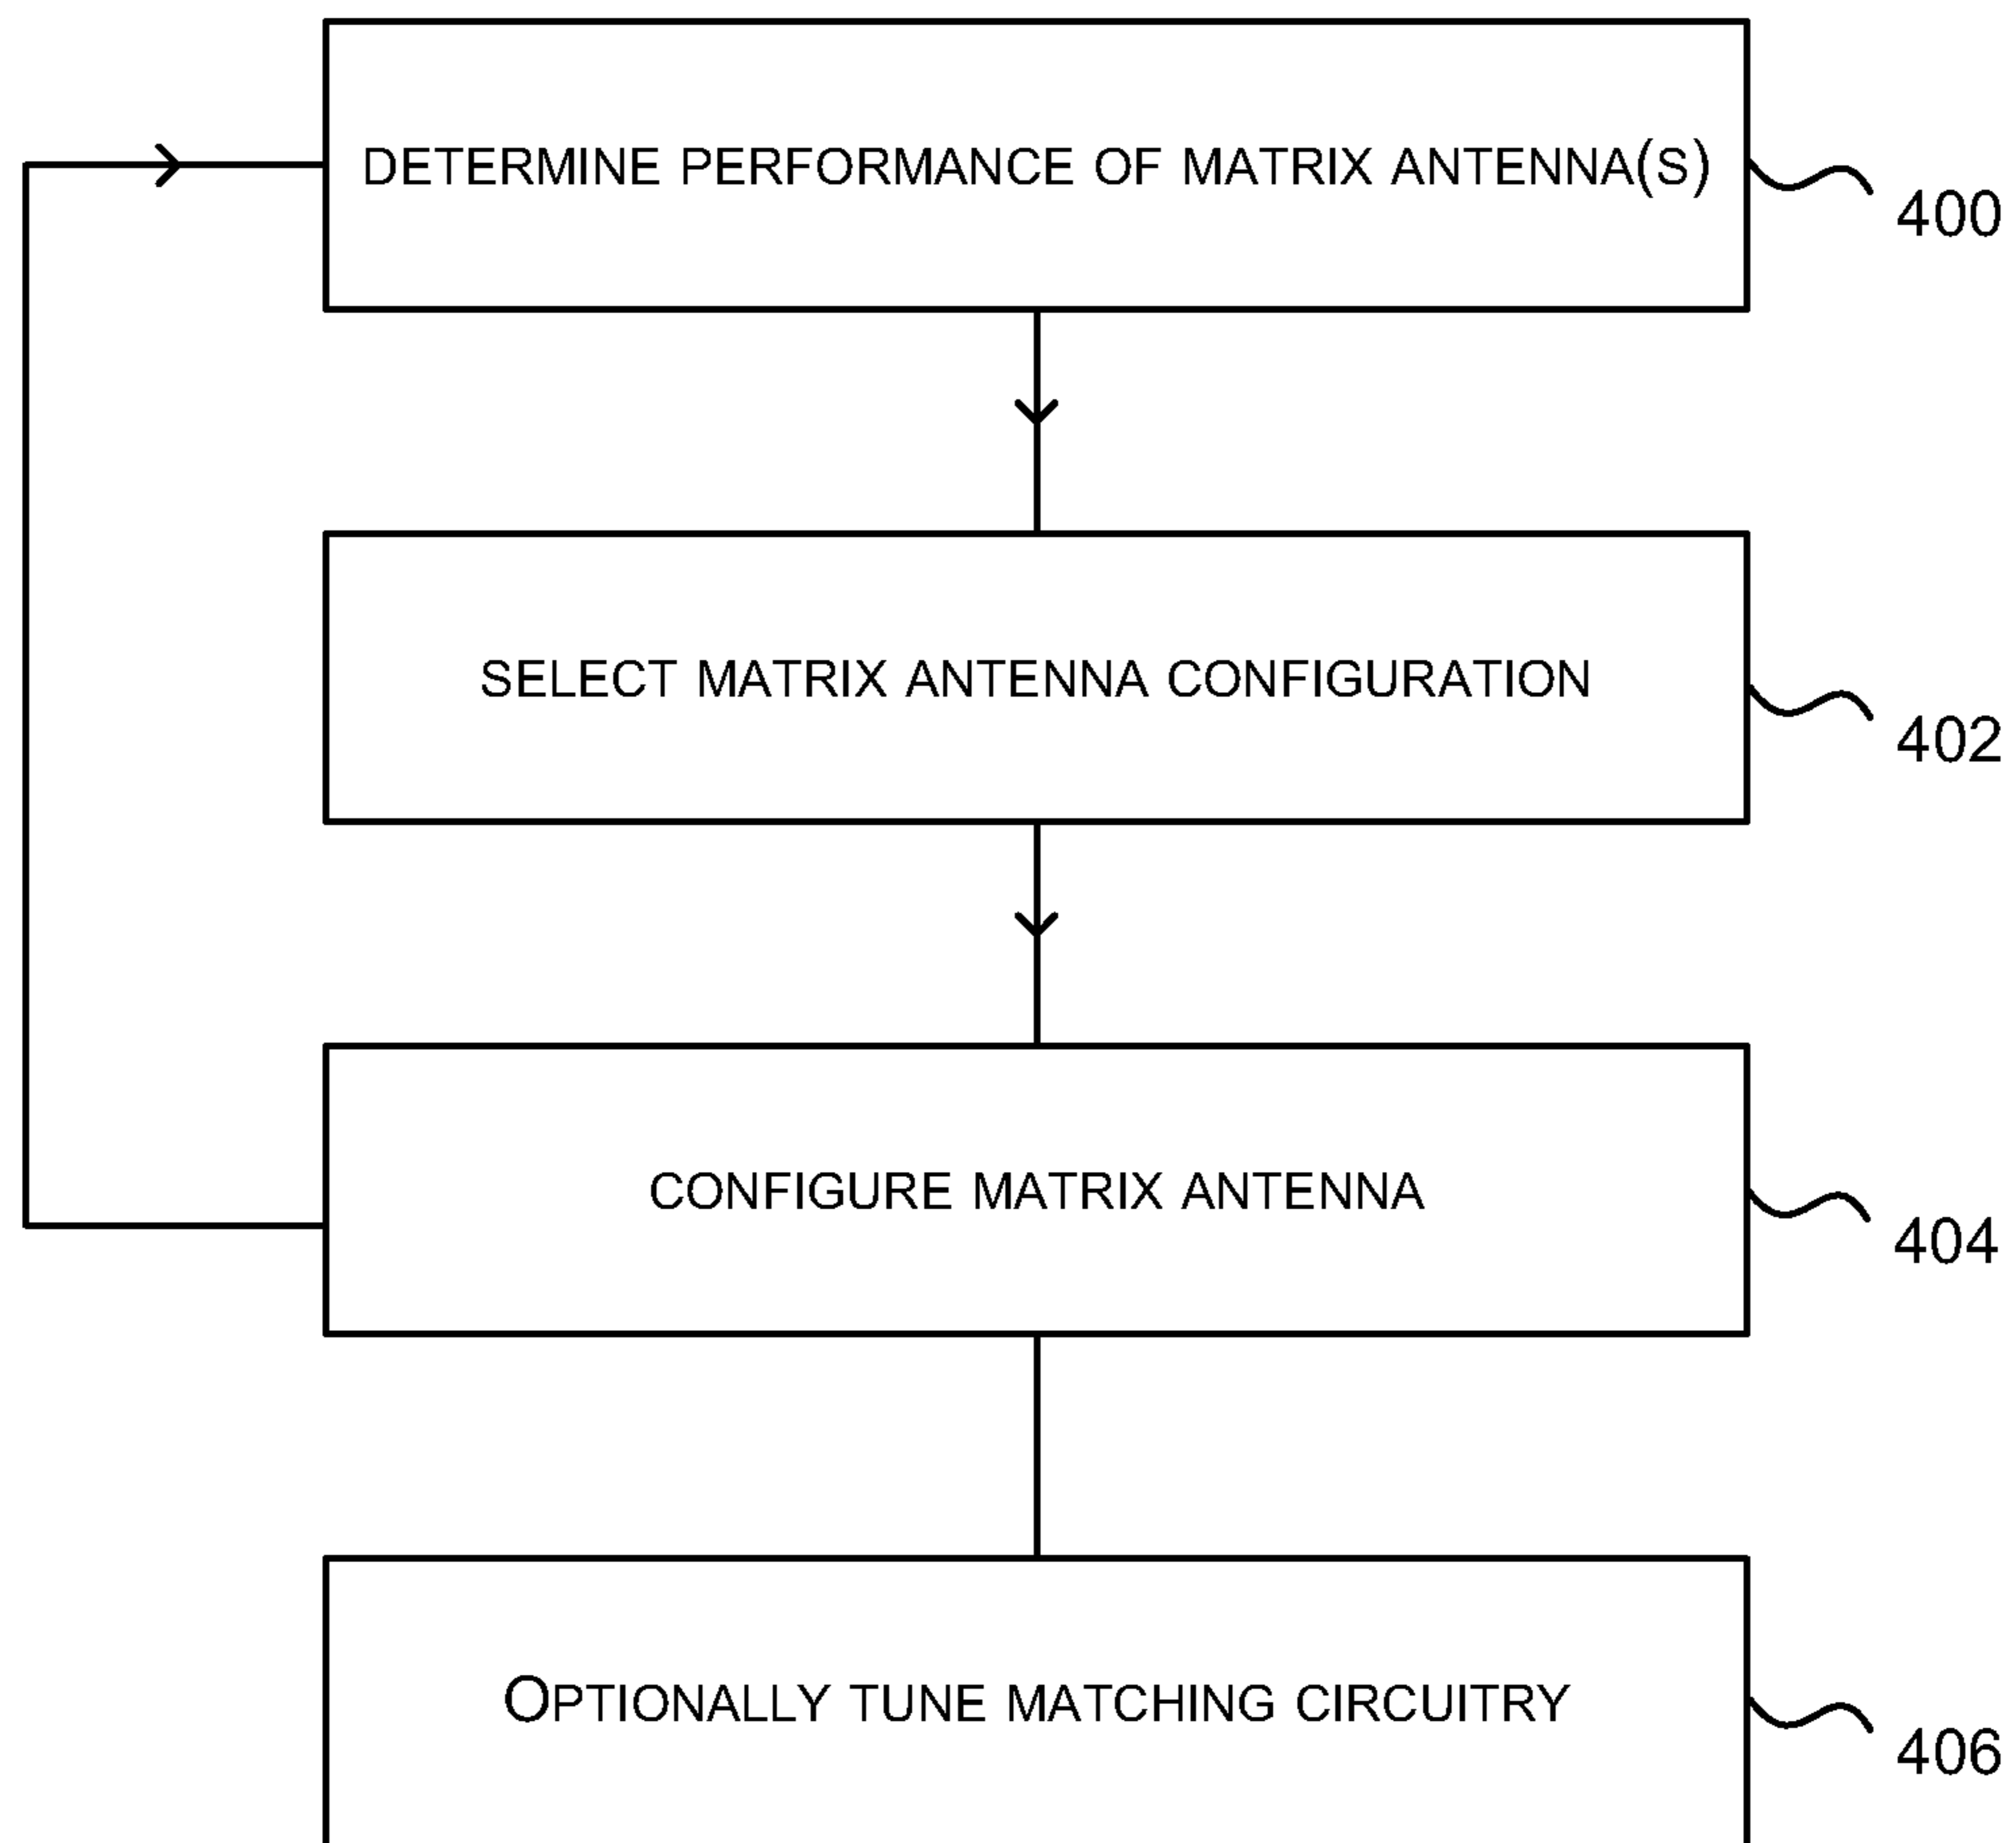 DETERMINE PERFORMANCE OF MATRIX ANTENNA(S)
400
SELECT MATRIX ANTENNA CONFIGURATION
402
CONFIGURE MATRIX ANTENNA
404
OPTIONALLY TUNE MATCHING CIRCUITRY
406